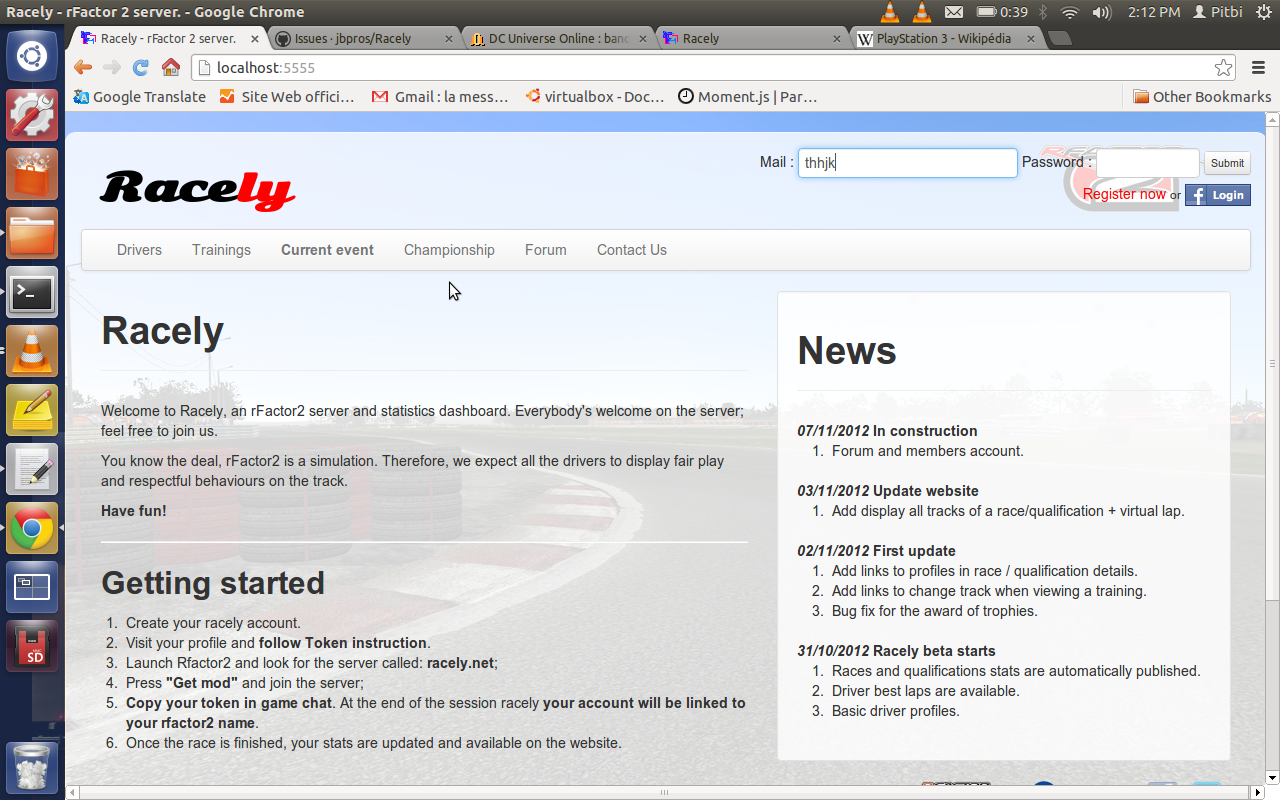 Racely - rFactor 2 server. - Google Chrome
0:39
2:12 PM
Pitbi
Racely - rFactor 2 server.
Issues · jbpros/Racely
DC Universe Online : banc
Racely
PlayStation 3 - Wikipédia
localhost:5555
Google Translate
Site Web offici…
Gmail : la mess…
virtualbox - Doc…
Moment.js | Par…
Other Bookmarks
Mail :
thhjk
Password :
Submit
Register now or
f Login
Racely
Drivers
Trainings
Current event
Championship
Forum
Contact Us
Racely
Welcome to Racely, an rFactor2 server and statistics dashboard. Everybody's welcome on the server;
feel free to join us.
You know the deal, rFactor2 is a simulation. Therefore, we expect all the drivers to display fair play
and respectful behaviours on the track.
Have fun!
Getting started
1. Create your racely account.
2. Visit your profile and follow Token instruction.
3. Launch Rfactor2 and look for the server called: racely.net;
4. Press "Get mod" and join the server;
5. Copy your token in game chat. At the end of the session racely your account will be linked to
your rfactor2 name.
6. Once the race is finished, your stats are updated and available on the website.
News
07/11/2012 In construction
1. Forum and members account.
03/11/2012 Update website
1. Add display all tracks of a race/qualification + virtual lap.
02/11/2012 First update
1. Add links to profiles in race / qualification details.
2. Add links to change track when viewing a training.
3. Bug fix for the award of trophies.
31/10/2012 Racely beta starts
1. Races and qualifications stats are automatically published.
2. Driver best laps are available.
3. Basic driver profiles.
SD